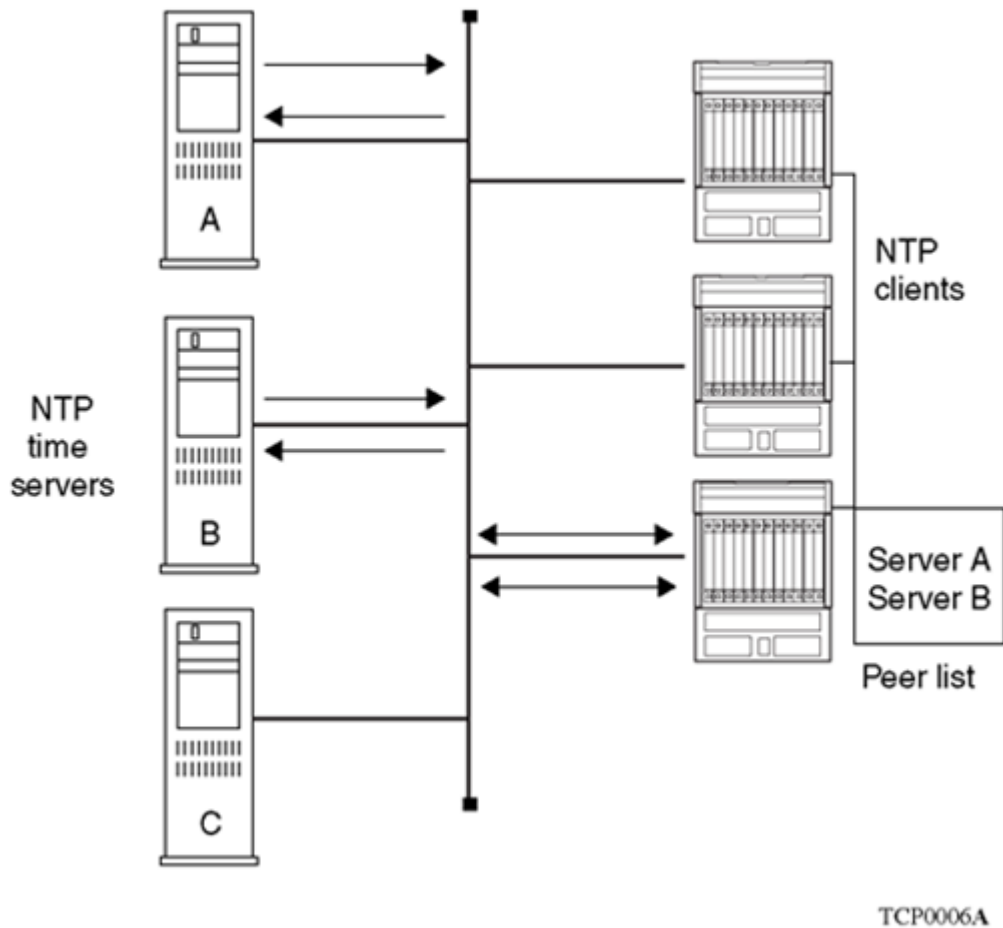 A
NTP
clients
NTP
time
servers
B
Server A
Server B
Peer list
C
TCP0006A